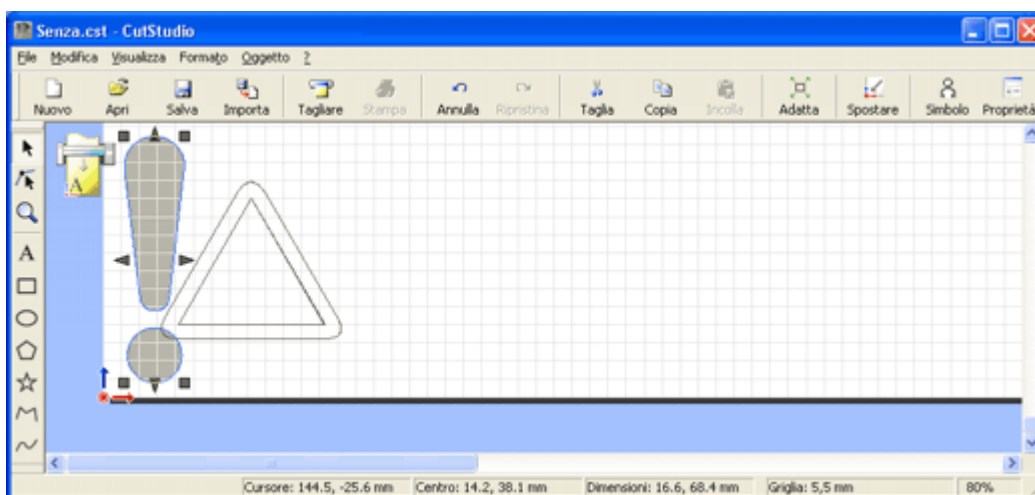 Senza.cst - CutStudio
File Modifica Visualizza Formato Oggetto ?
Nuovo Apri Salva Importa Tagliare Stampa Annulla Ripristina Taglia Copia Incolla Adatta Spostare Simbolo Proprietà
A
A
Cursore: 144.5, -25.6 mm Centro: 14.2, 38.1 mm Dimensioni: 16.6, 68.4 mm Griglia: 5,5 mm 80%